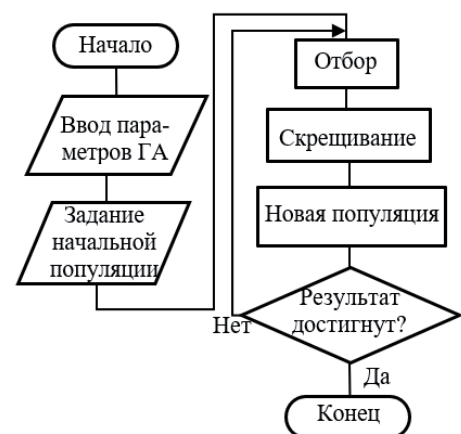 Начало
Ввод пара-
метров ГА
Задание
начальной
популяции
Отбор
Скрещивание
Новая популяция
Результат
достигнут?
Нет
Да
Конец